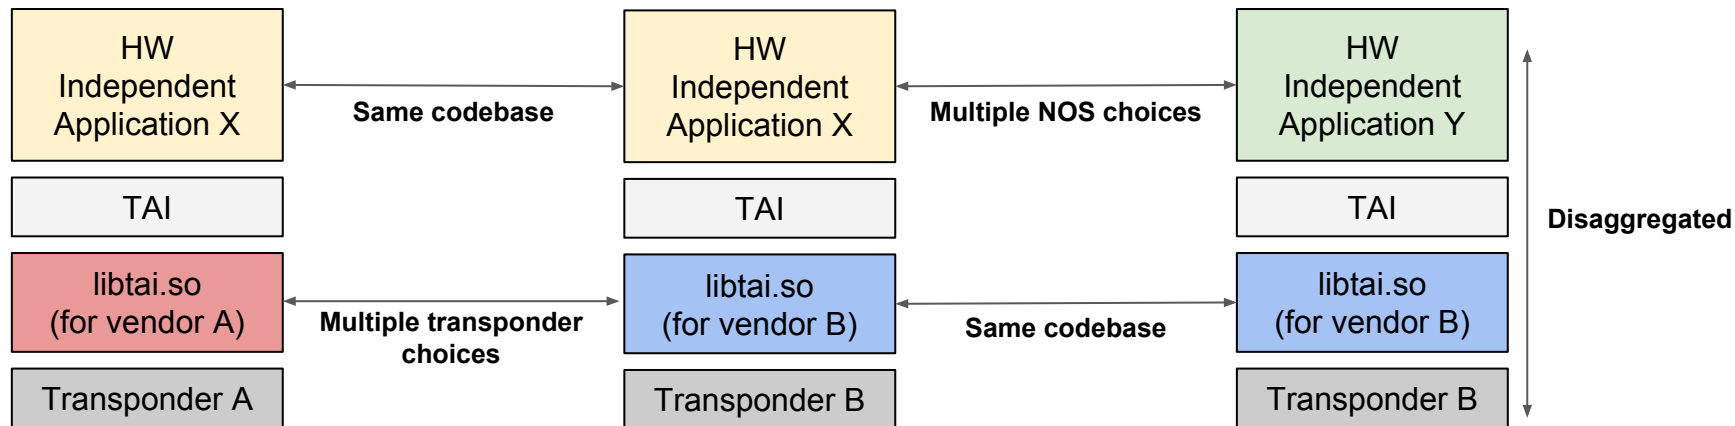 HW
Independent
Application X
Same codebase
HW
Independent
Application X
Multiple NOS choices
HW
Independent
Application Y
TAI
TAI
TAI
Disaggregated
libtai.so
(for vendor A)
Multiple transponder
choices
libtai.so
(for vendor B)
Same codebase
libtai.so
(for vendor B)
Transponder A
Transponder B
Transponder B